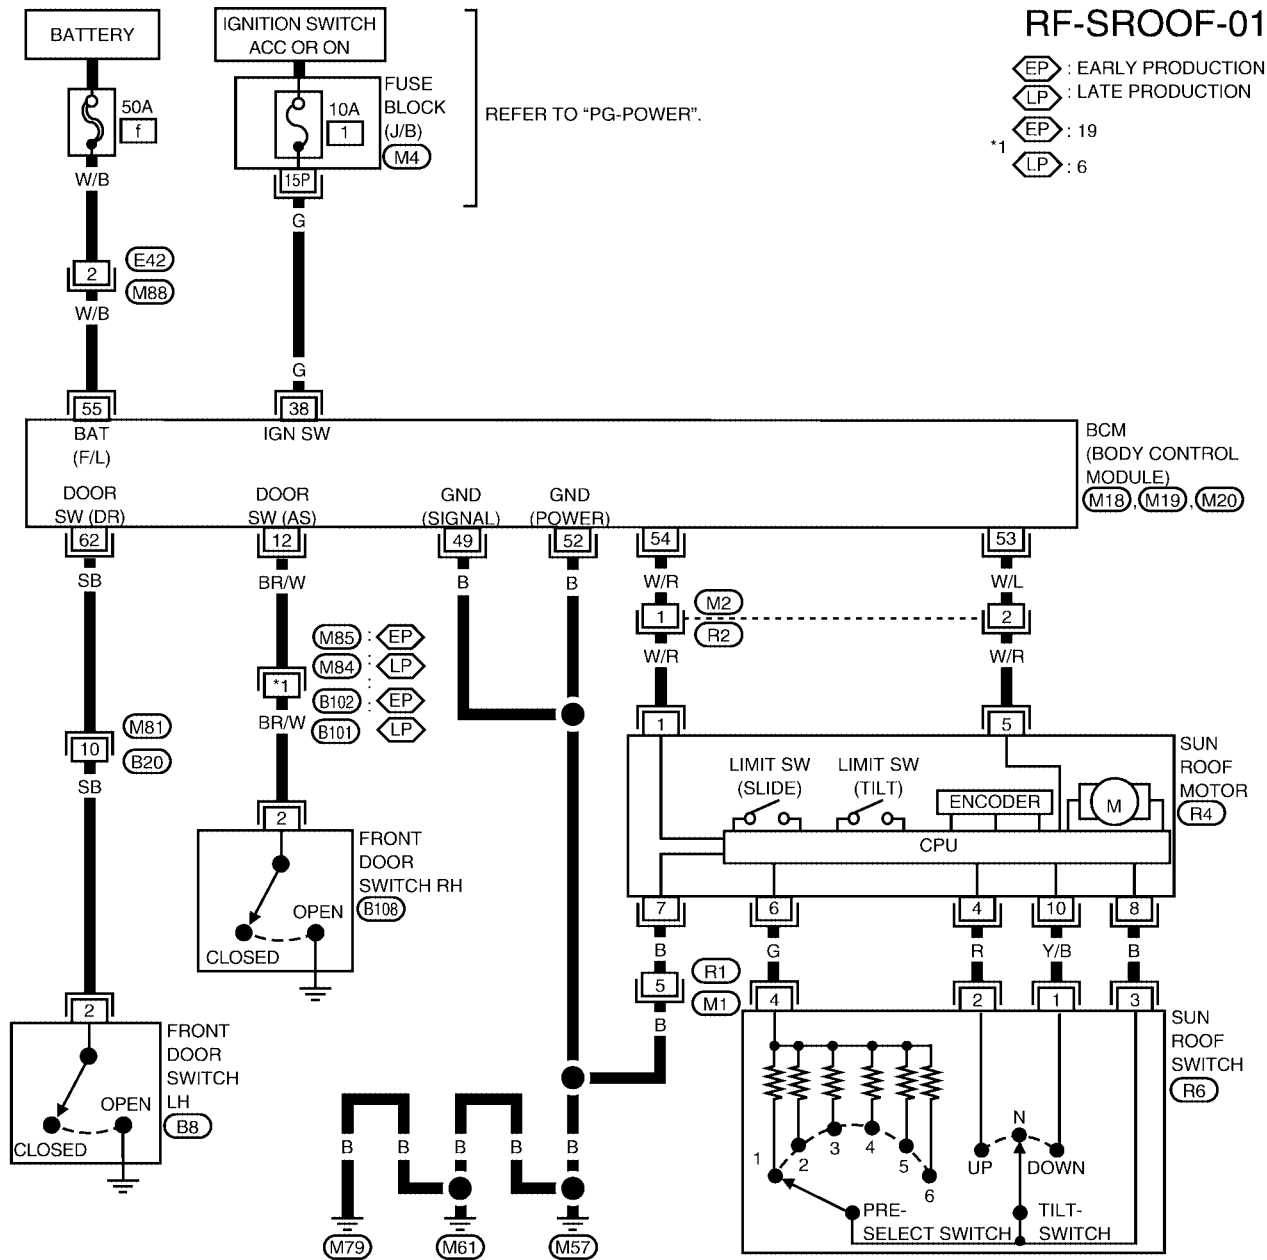 RF-SROOF-01
BATTERY
IGNITION SWITCH
ACC OR ON
EP : EARLY PRODUCTION
LP : LATE PRODUCTION
*1
EP : 19
LP : 6
50A
f
10A
1
FUSE
BLOCK
(J/B)
M4
REFER TO “PG-POWER”.
15P
W/B
G
2
E42
M88
W/B
G
55
38
BAT
(F/L)
IGN SW
BCM
(BODY CONTROL
MODULE)
M18, M19, M20
DOOR
SW (DR)
DOOR
SW (AS)
GND
(SIGNAL)
GND
(POWER)
62
12
49
52
54
53
SB
BR/W
B
B
W/R
W/L
1
M2
R2
2
W/R
W/R
M85 : EP
M84 : LP
:
B102 : EP
B101 LP
*1
BR/W
1
5
M81
B20
10
SB
SUN
ROOF
MOTOR
R4
LIMIT SW
(SLIDE)
LIMIT SW
(TILT)
ENCODER
M
CPU
2
FRONT
DOOR
SWITCH RH
B108
OPEN
CLOSED
7
6
4
10
8
B
G
R
Y/B
B
5
R1
M1
B
4
2
1
3
2
FRONT
DOOR
SWITCH
LH
B8
OPEN
CLOSED
SUN
ROOF
SWITCH
R6
1
2
3
4
5
6
N
UP
DOWN
PRE-
SELECT SWITCH
TILT-
SWITCH
B
B
B
B
B
M79
M61
M57